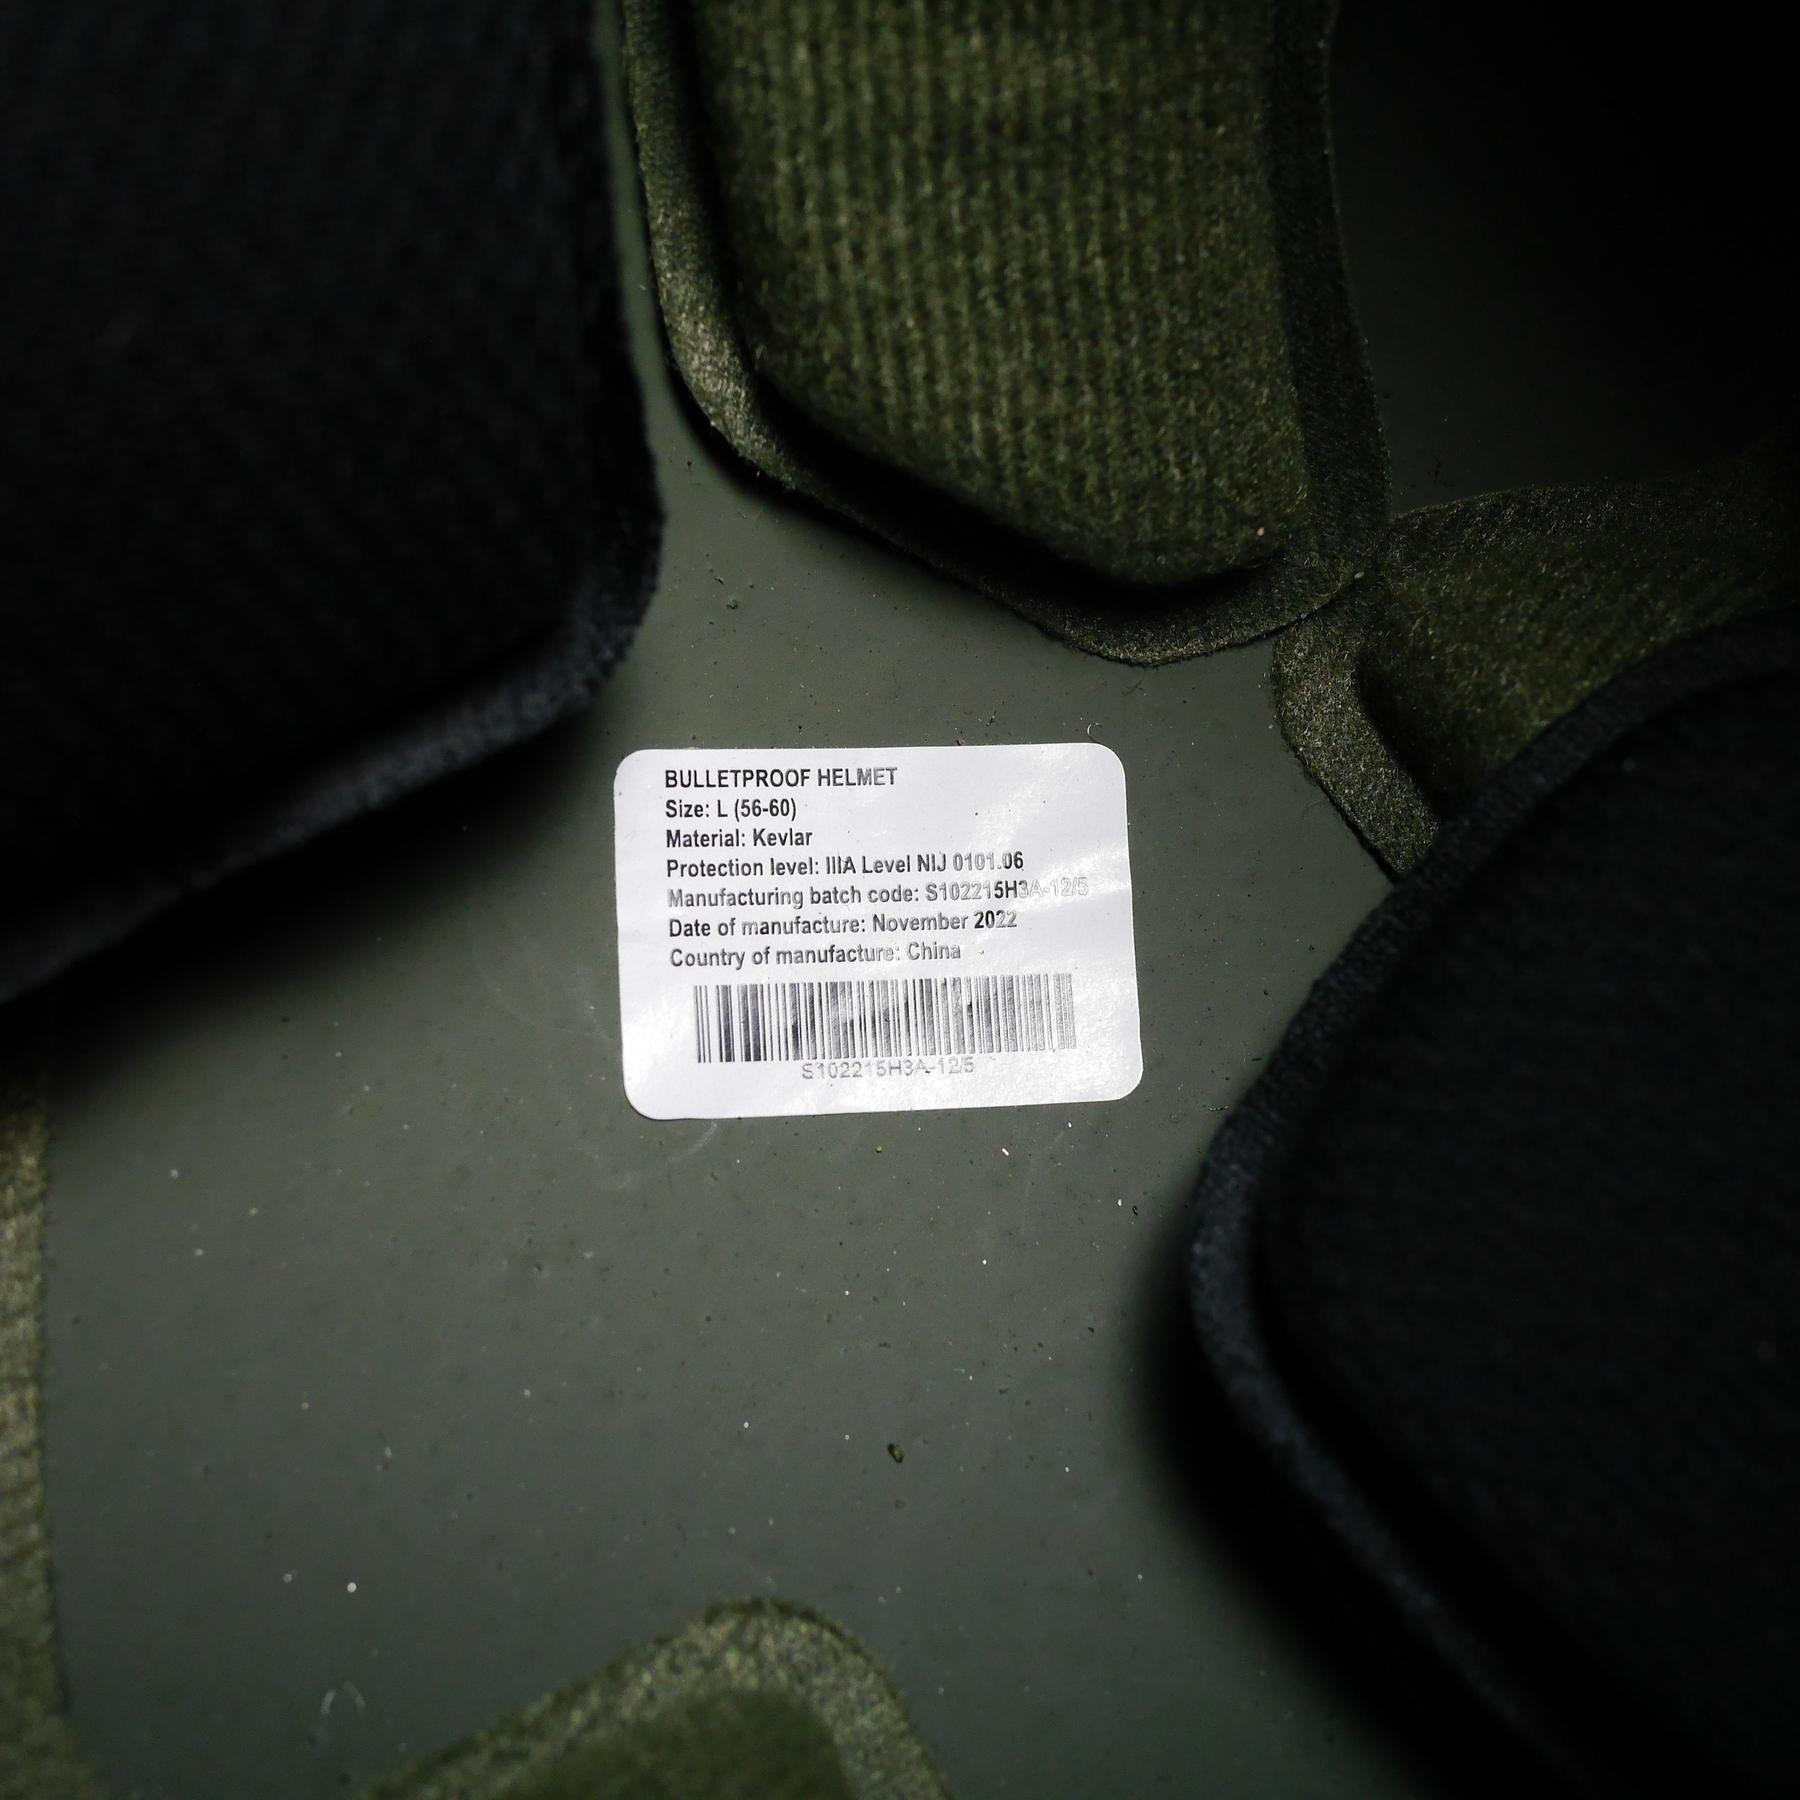 BULLETPROOF HELMET
Size: L (56-60)
Material: Kevlar
Protection level: IIIA Level NIJ 0101.06
Manufacturing batch code: S102215H3A-12/5
Date of manufacture: November 2022
Country of manufacture: China
S102215H3A-12/5